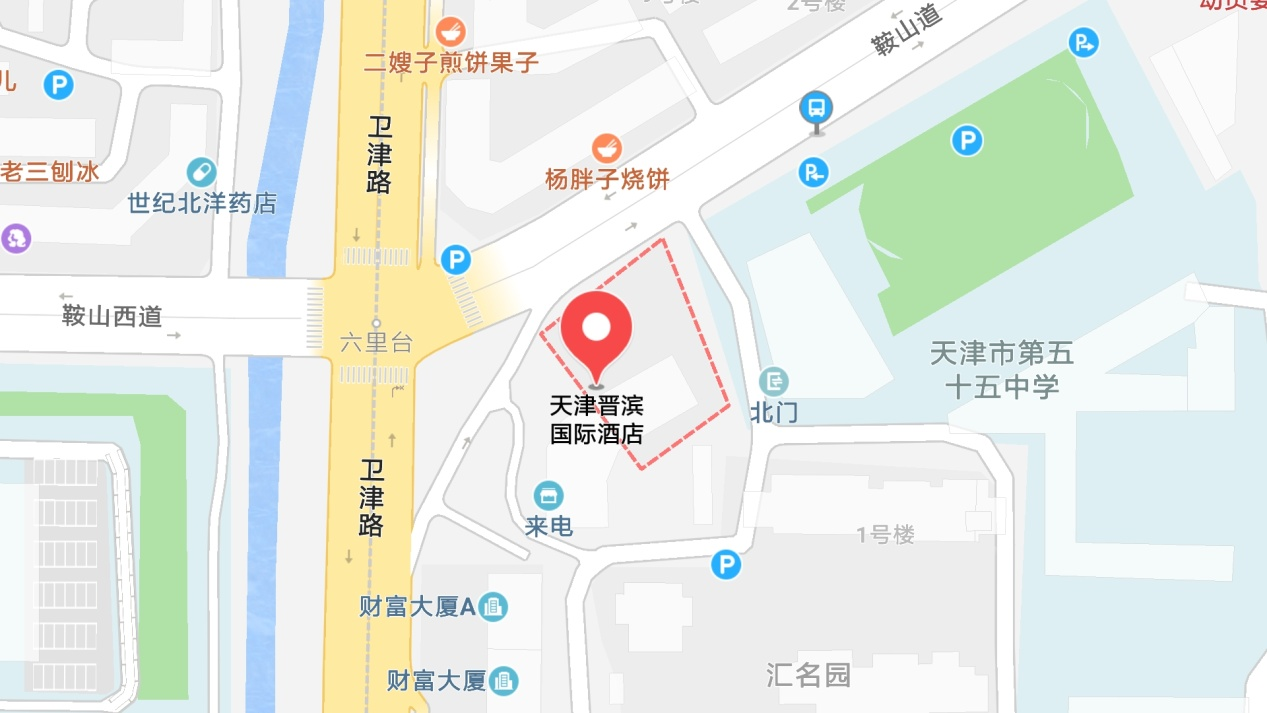 2号楼
鞍山道
二嫂子煎饼果子
儿
卫津路
老三刨冰
杨胖子烧饼
世纪北洋药店
鞍山西道
六里台
天津市第五
十五中学
天津晋滨
国际酒店
北门
卫津路
来电
1号楼
财富大厦A
财富大厦
汇名园